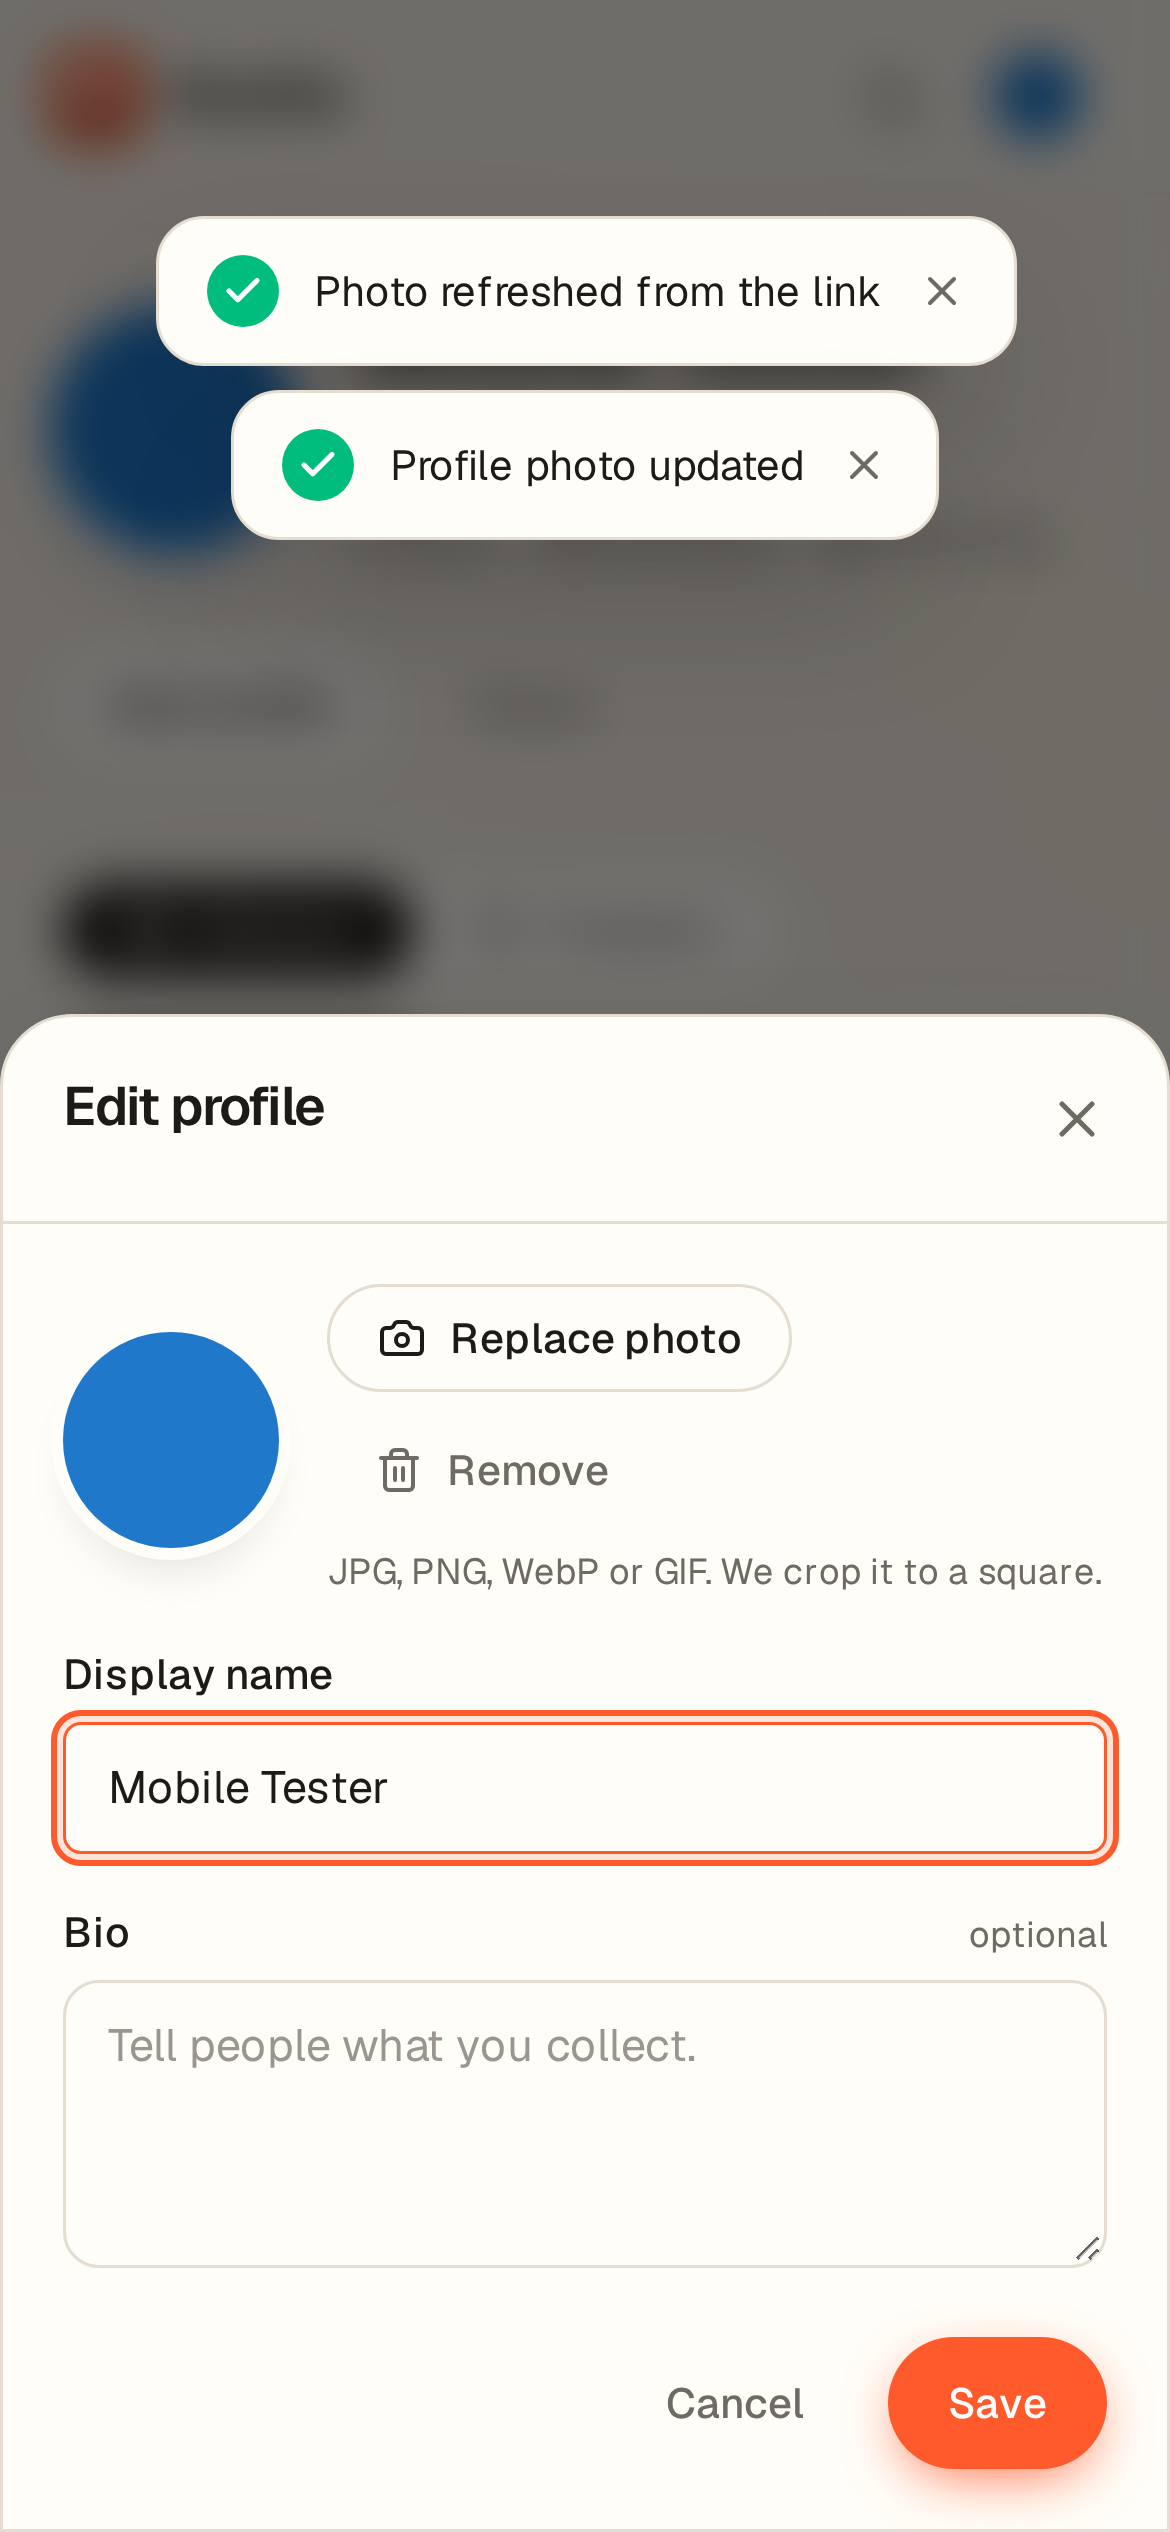 Photo refreshed from the link
Profile photo updated
Edit profile
Replace photo
Remove
JPG, PNG, WebP or GIF. We crop it to a square.
Display name
Mobile Tester
Bio
optional
Tell people what you collect.
Cancel
Save